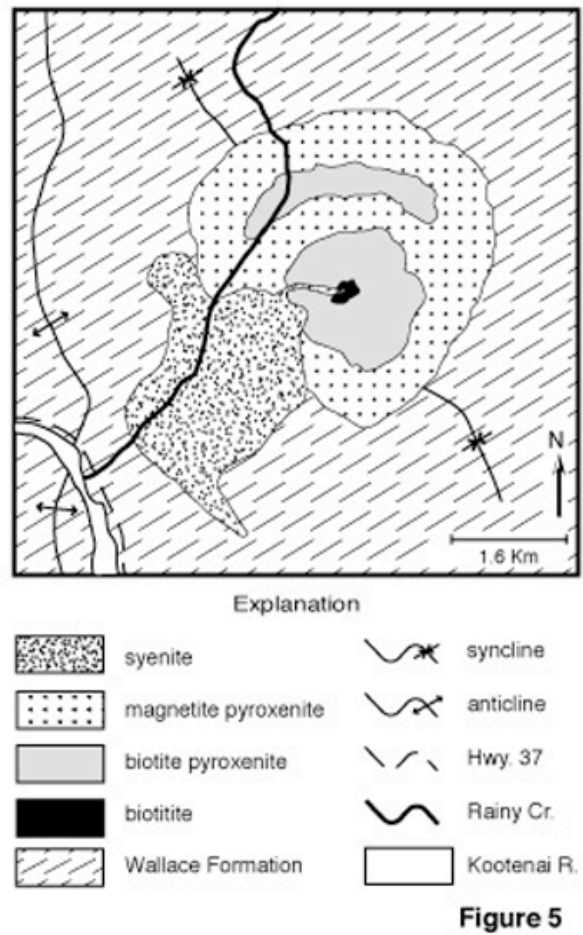 N
1.6 Km
Explanation
syenite
syncline
magnetite pyroxenite
anticline
biotite pyroxenite
Hwy. 37
biotitite
Rainy Cr.
Wallace Formation
Kootenai R.
Figure 5